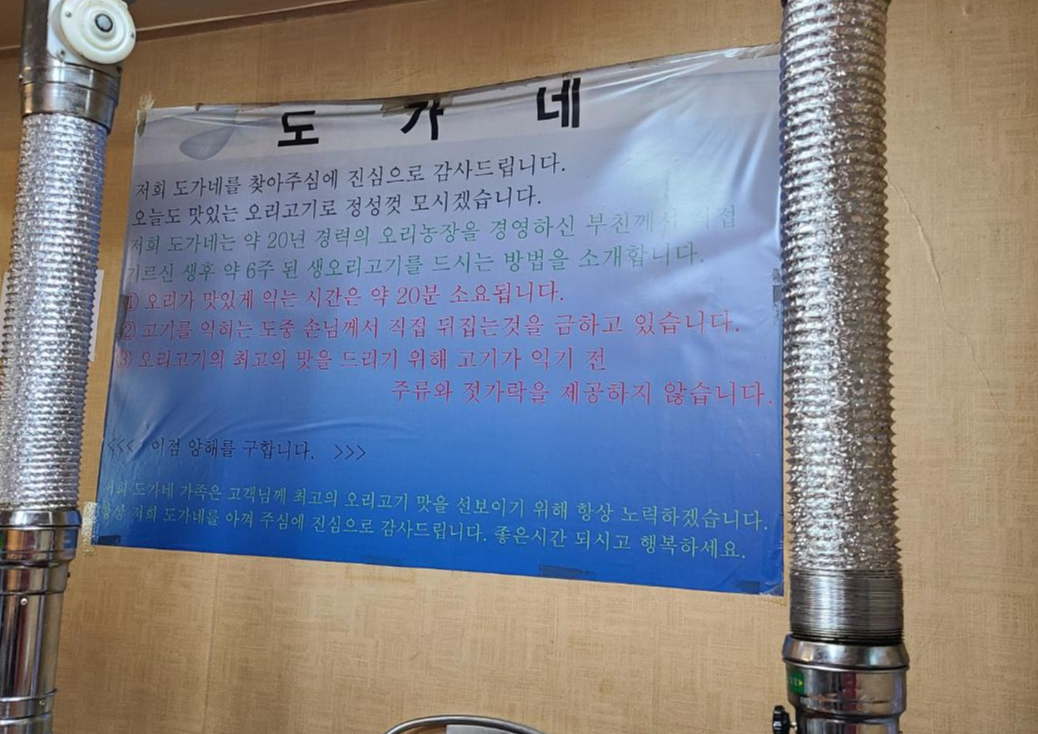 도 가 네
저희 도가네를 찾아주심에 진심으로 감사드립니다.
오늘도 맛있는 오리고기로 정성껏 모시겠습니다.
저희 도가네는 약 20년 경력의 오리농장을 경영하신 부친께서 직접
기르신 생후 약 6주 된 생오리고기를 드시는 방법을 소개합니다.
① 오리가 맛있게 익는 시간은 약 20분 소요됩니다.
② 고기를 익히는 도중 손님께서 직접 뒤집는것을 금하고 있습니다.
③ 오리고기의 최고의 맛을 드리기 위해 고기가 익기 전
주류와 젓가락을 제공하지 않습니다.
<<< 이점 양해를 구합니다. >>>
저희 도가네 가족은 고객님께 최고의 오리고기 맛을 선보이기 위해 항상 노력하겠습니다.
항상 저희 도가네를 아껴 주심에 진심으로 감사드립니다. 좋은시간 되시고 행복하세요.